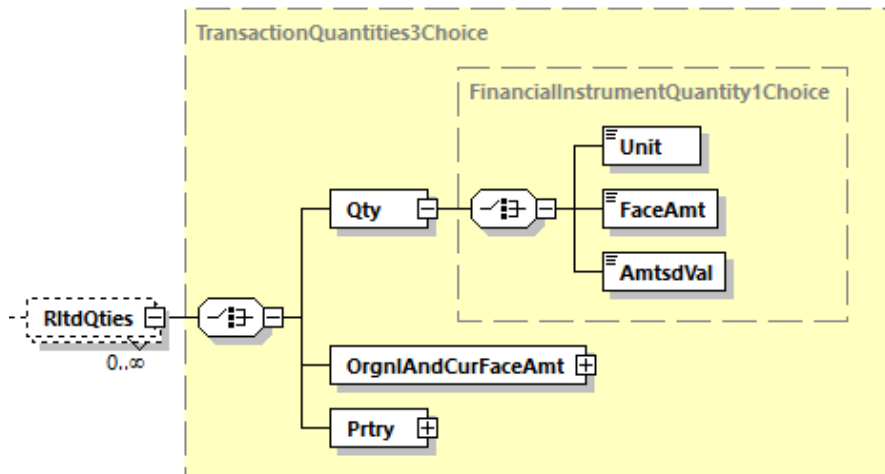 TransactionQuantities3Choice
FinancialInstrumentQuantity1Choice
Unit
Qty
FaceAmt
AmtsdVal
RltdQties
0..∞
OrgnlAndCurFaceAmt
Prtry